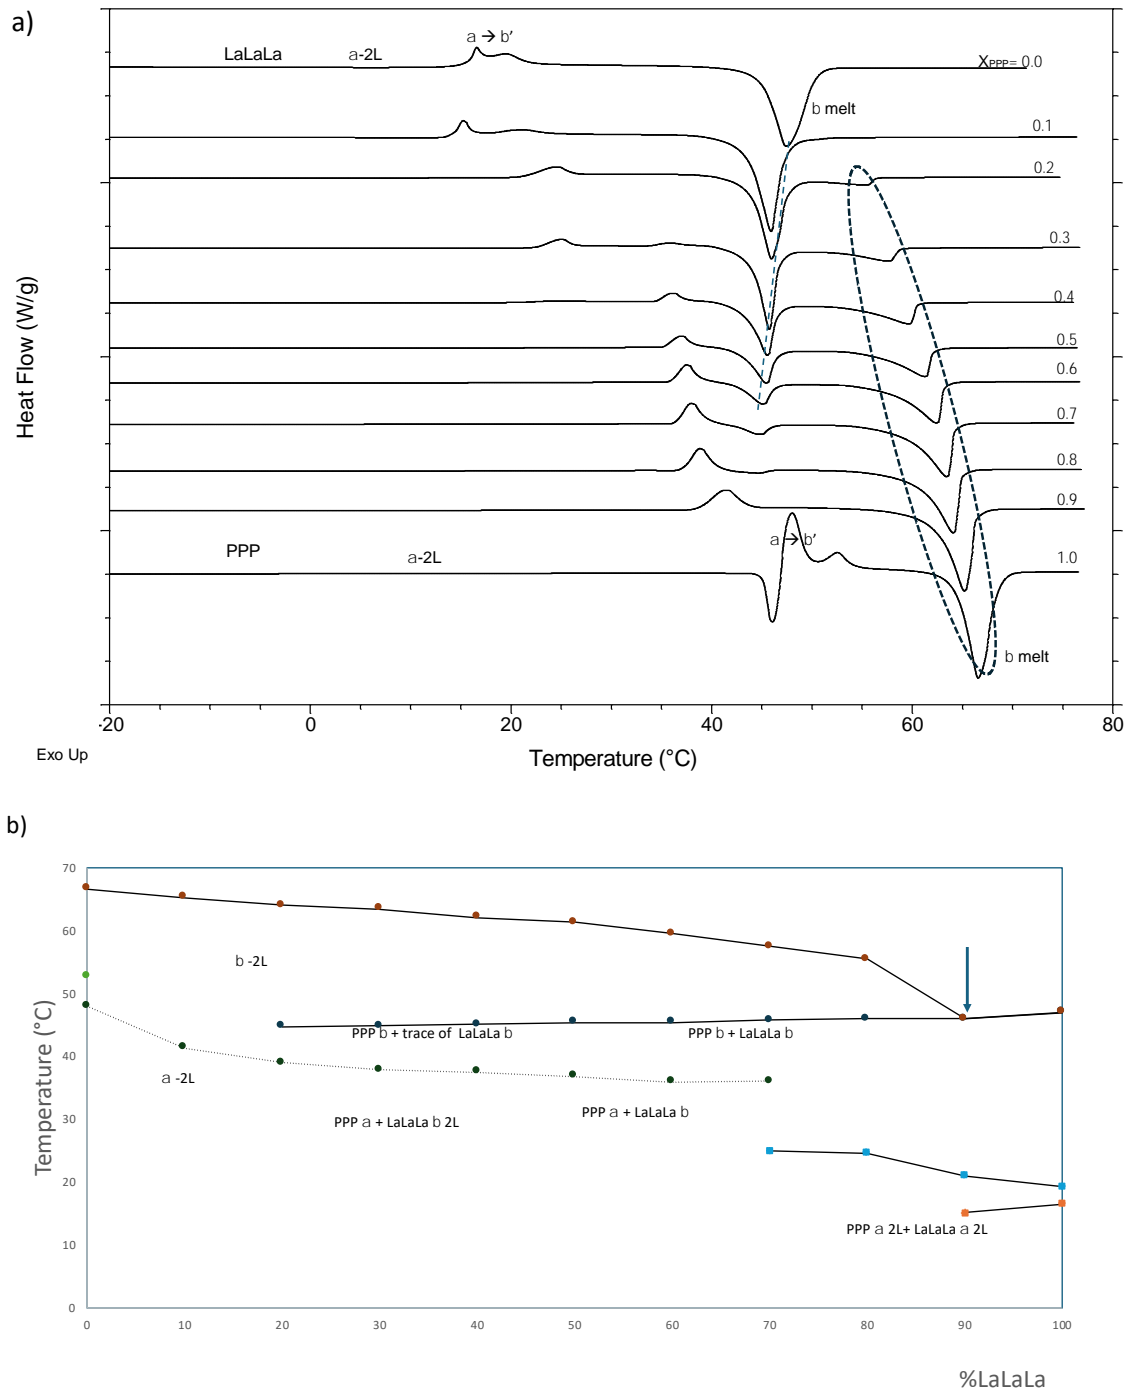 a)
a → b’
LaLaLa a-2L
XPPP= 0.0
b melt
0.1
0.2
0.3
0.4
0.5
0.6
0.7
0.8
0.9
a → b’
PPP a-2L 1.0
b melt
Heat Flow (W/g)
-20 0 20 40 60 80
Exo Up
Temperature (°C)
b)
70
60
50
40
30
20
10
0
Temperature (°C)
b -2L
PPP b + trace of LaLaLa b
PPP b + LaLaLa b
a -2L
PPP a + LaLaLa b
PPP a + LaLaLa b 2L
PPP a 2L+ LaLaLa a 2L
0 10 20 30 40 50 60 70 80 90 100
%LaLaLa